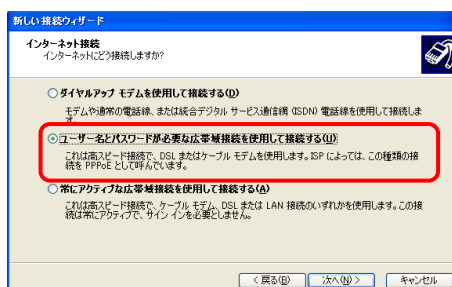 新しい接続ウィザード
インターネット接続
インターネットにどう接続しますか?
ダイヤルアップ モデムを使用して接続する(D)
モデムや通常の電話線、または統合デジタル サービス通信網 (ISDN) 電話線を使用して接続しま
す。
ユーザー名とパスワードが必要な広帯域接続を使用して接続する(U)
これは高スピード接続で、DSL またはケーブル モデムを使用します。ISP によっては、この種類の接
続を PPPoE として呼んでいます。
常にアクティブな広帯域接続を使用して接続する(A)
これは高スピード接続で、ケーブル モデム、DSL または LAN 接続のいずれかを使用します。この接
続は常にアクティブで、サイン インを必要としません。
< 戻る(B)
次へ(N) >
キャンセル